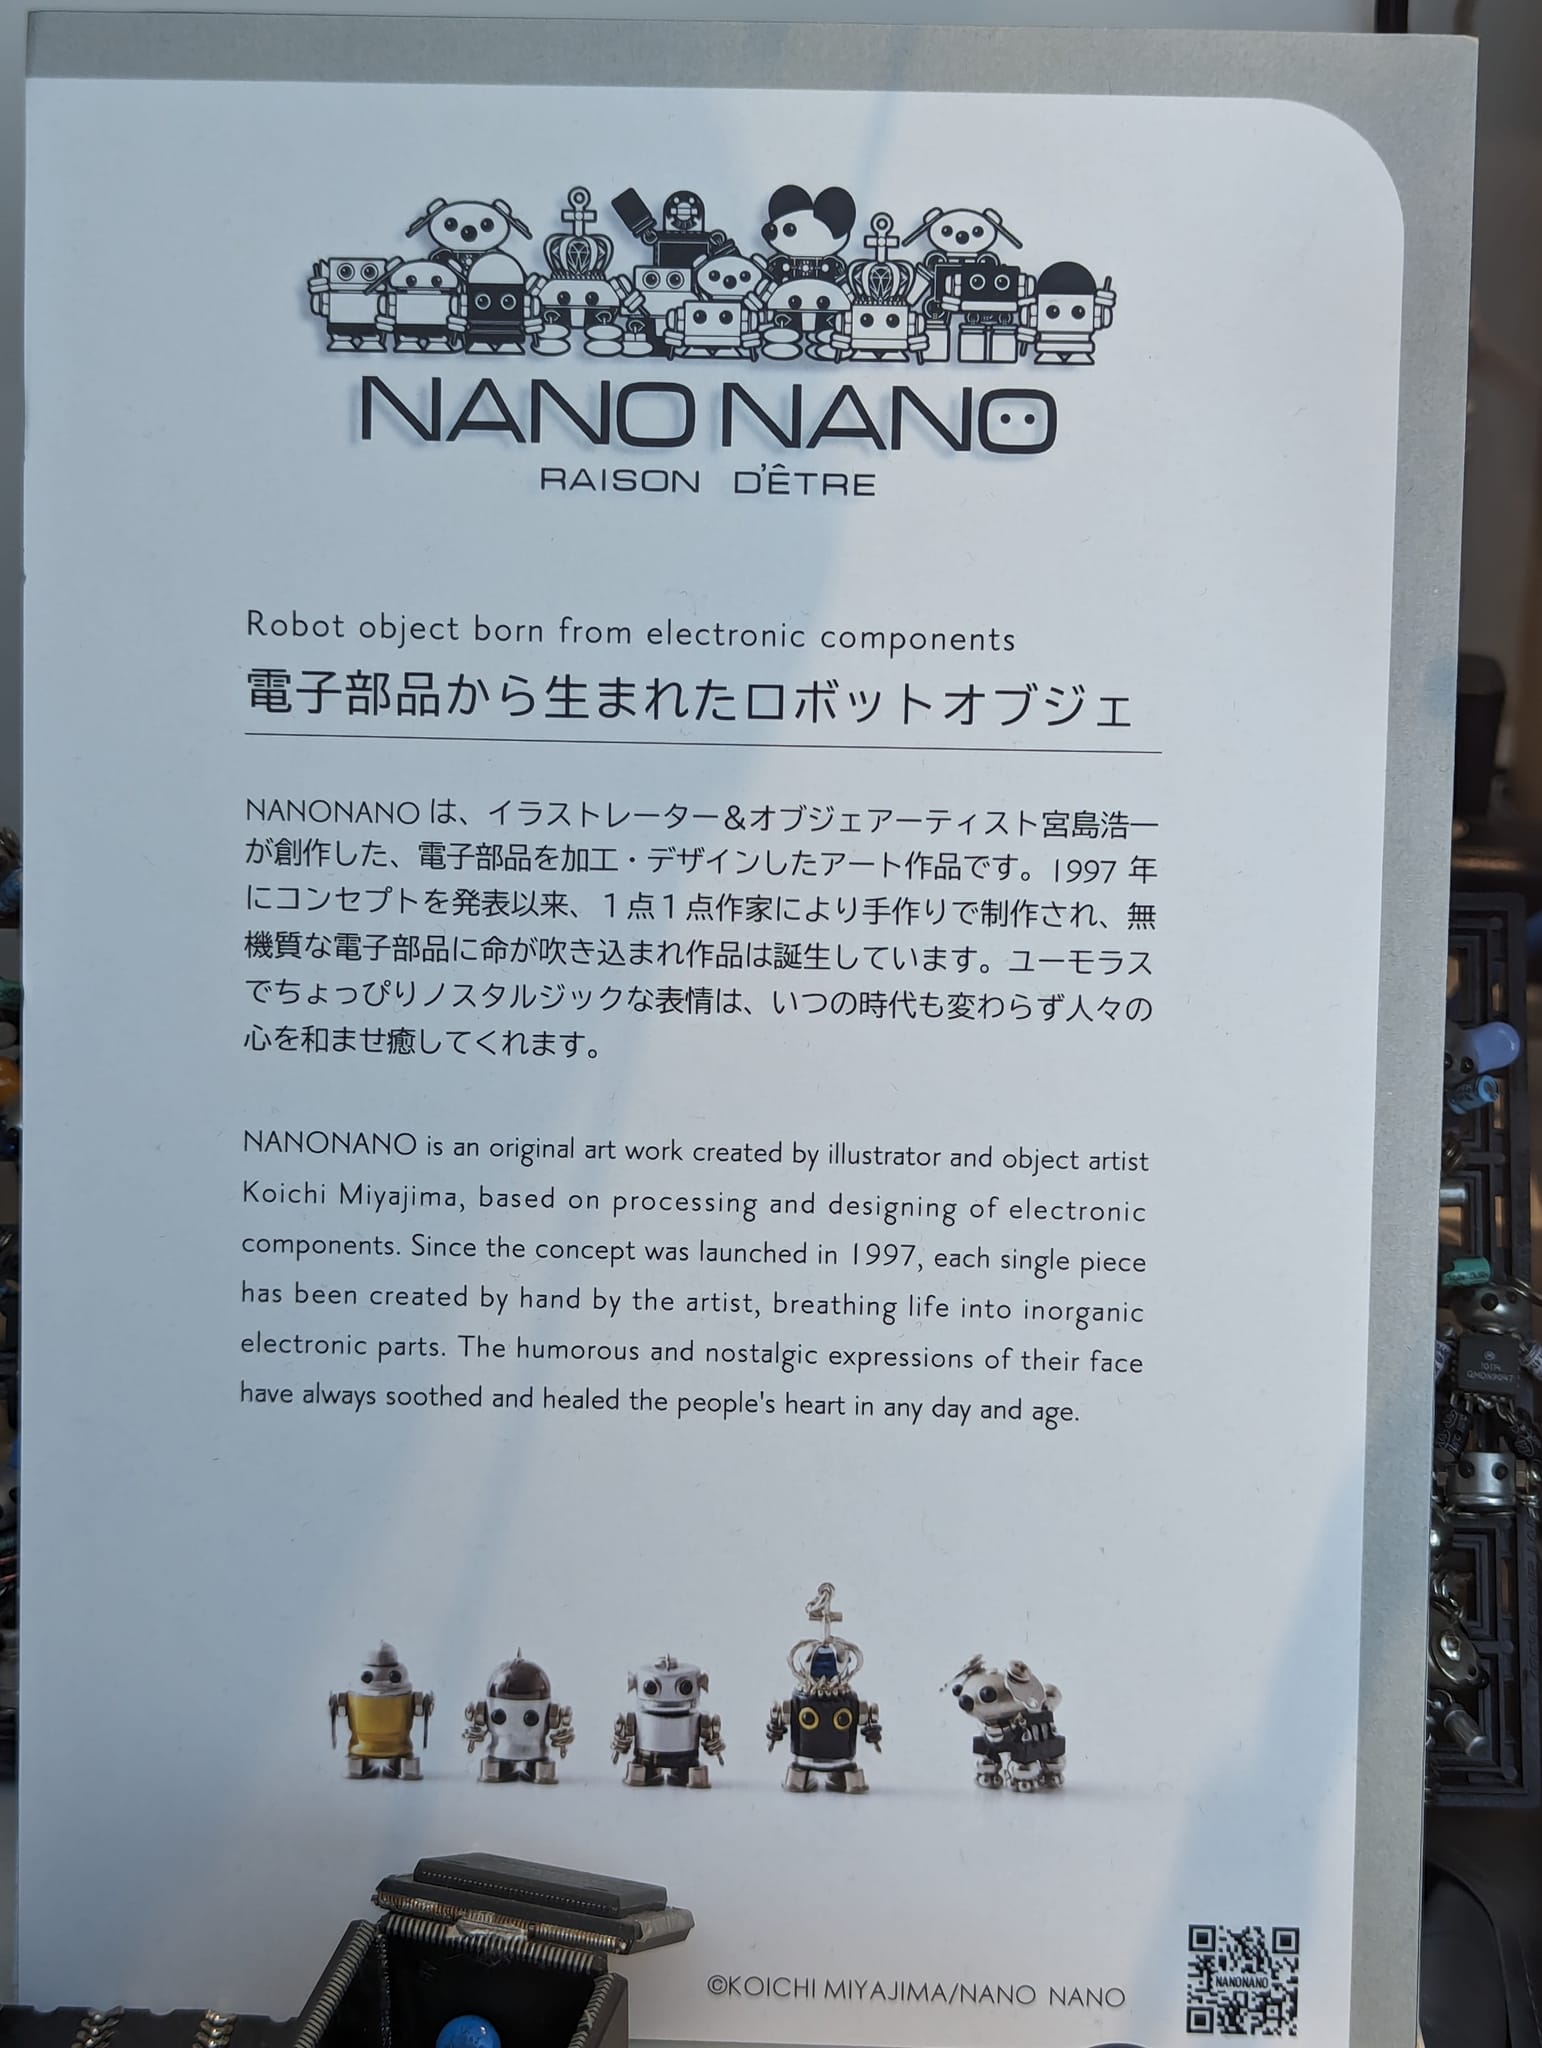 NANO NANO
RAISON D'ÊTRE
Robot object born from electronic components
電子部品から生まれたロボットオブジェ
NANONANO は、イラストレーター&オブジェアーティスト宮島浩一
が創作した、電子部品を加工・デザインしたアート作品です。1997 年
にコンセプトを発表以来、１点１点作家により手作りで制作され、無
機質な電子部品に命が吹き込まれ作品は誕生しています。ユーモラス
でちょっぴりノスタルジックな表情は、いつの時代も変わらず人々の
心を和ませ癒してくれます。
NANONANO is an original art work created by illustrator and object artist
Koichi Miyajima, based on processing and designing of electronic
components. Since the concept was launched in 1997, each single piece
has been created by hand by the artist, breathing life into inorganic
electronic parts. The humorous and nostalgic expressions of their face
have always soothed and healed the people's heart in any day and age.
©KOICHI MIYAJIMA/NANO NANO
NANONANO